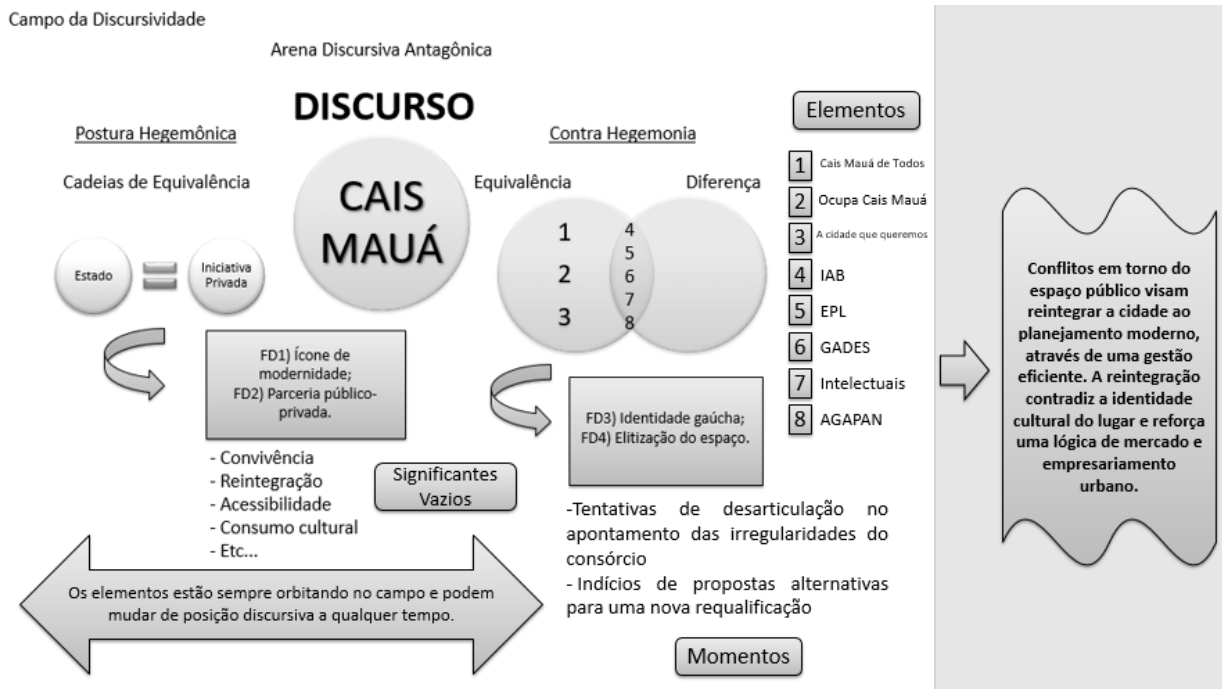 Campo da Discursividade
Arena Discursiva Antagônica
DISCURSO
Postura Hegemônica
Cadeias de Equivalência
Estado
Iniciativa
Privada
CAIS
MAUÁ
Contra Hegemonia
Equivalência
Diferença
1
2
3
4
5
6
7
8
FD1) Ícone de
modernidade;
FD2) Parceria público-
privada.
- Convivência
- Reintegração
- Acessibilidade
- Consumo cultural
- Etc...
Significantes
Vazios
FD3) Identidade gaúcha;
FD4) Elitização do espaço.
-Tentativas de desarticulação no
apontamento das irregularidades do
consórcio
- Indícios de propostas alternativas
para uma nova requalificação
Momentos
Os elementos estão sempre orbitando no campo e podem
mudar de posição discursiva a qualquer tempo.
Elementos
1 Cais Mauá de Todos
2 Ocupa Cais Mauá
3 A cidade que queremos
4 IAB
5 EPL
6 GADES
7 Intelectuais
8 AGAPAN
Conflitos em torno do
espaço público visam
reintegrar a cidade ao
planejamento moderno,
através de uma gestão
eficiente. A reintegração
contradiz a identidade
cultural do lugar e reforça
uma lógica de mercado e
empresariamento
urbano.